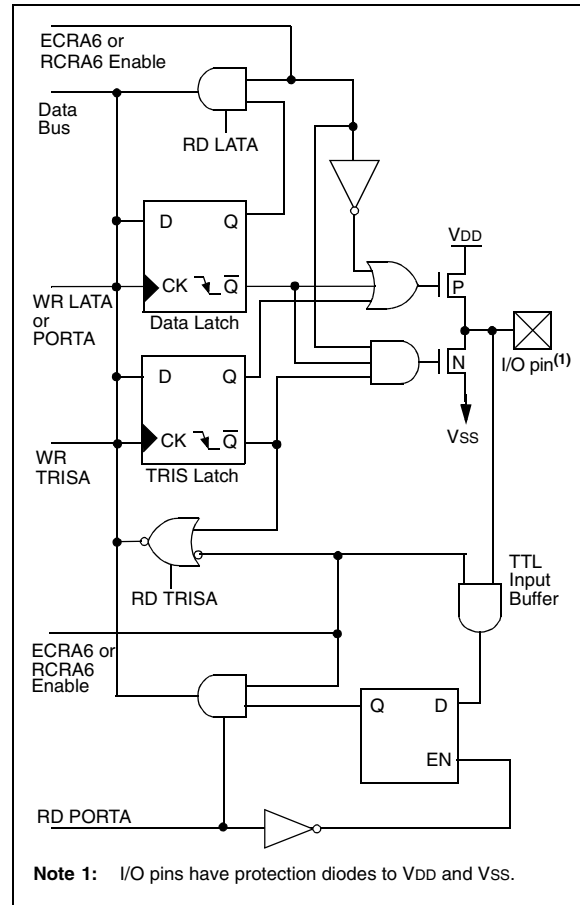 ECRA6 or
RCRA6 Enable
Data
Bus
RD LATA
D Q
VDD
CK Q̅
P
WR LATA
or
PORTA
Data Latch
N
I/O pin(1)
D Q
CK Q̅
VSS
WR
TRISA
TRIS Latch
TTL
Input
Buffer
RD TRISA
ECRA6 or
RCRA6
Enable
Q D
EN
RD PORTA
Note 1: I/O pins have protection diodes to VDD and VSS.